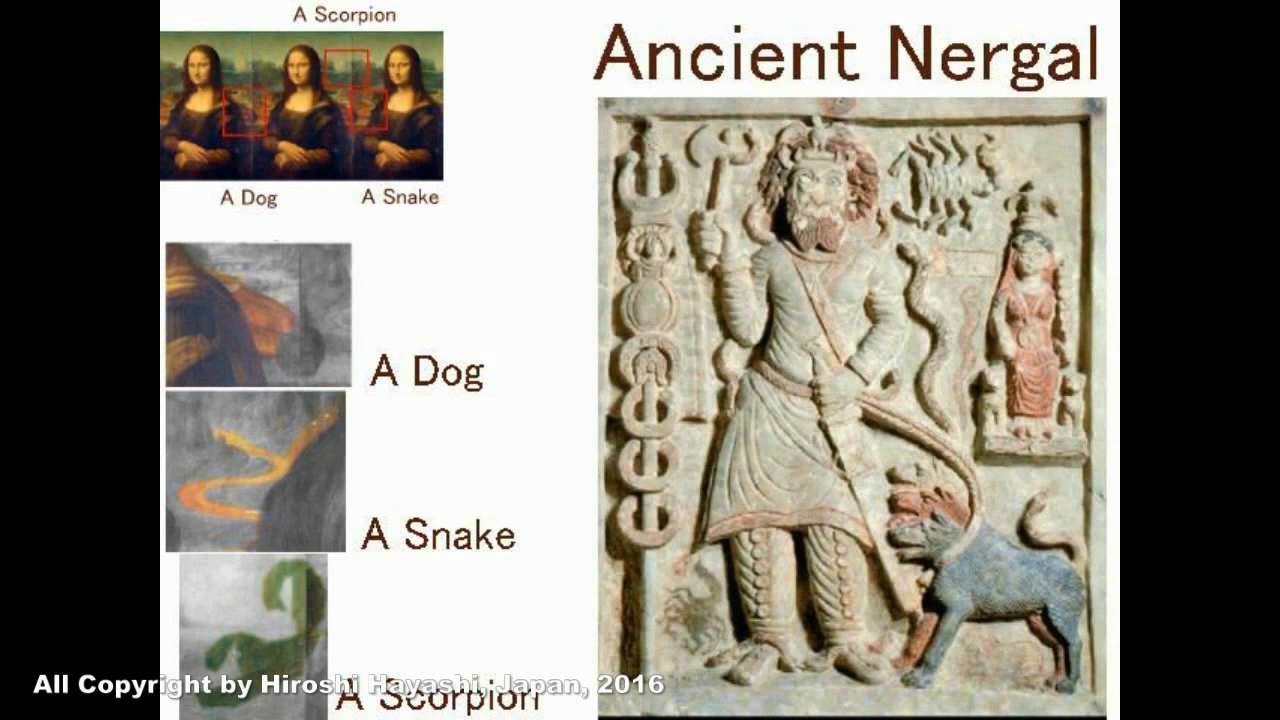 A Scorpion
A Dog
A Snake
A Dog
A Snake
A Scorpion
Ancient Nergal
All Copyright by Hiroshi Hayashi, Japan, 2016